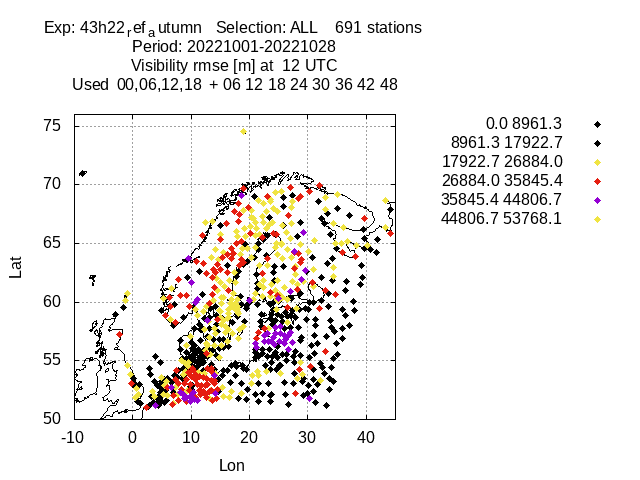 Exp: 43h22ref_autumn Selection: ALL 691 stations
Period: 20221001-20221028
Visibility rmse [m] at 12 UTC
Used 00,06,12,18 + 06 12 18 24 30 36 42 48
0.0 8961.3
8961.3 17922.7
17922.7 26884.0
26884.0 35845.4
35845.4 44806.7
44806.7 53768.1
75
70
65
60
55
50
Lat
-10 0 10 20 30 40
Lon